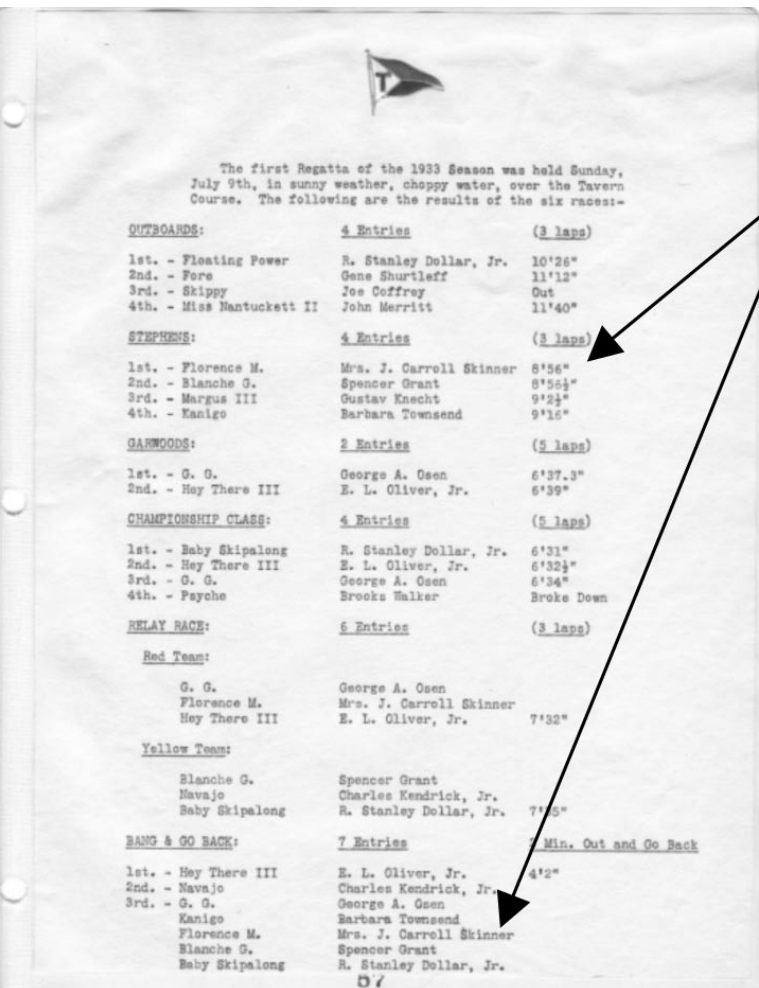 T
The first Regatta of the 1933 Season was held Sunday,
July 9th, in sunny weather, choppy water, over the Tavern
Course. The following are the results of the six races:-
OUTBOARDS: 4 Entries (3 laps)
1st. - Floating Power R. Stanley Dollar, Jr. 10'26"
2nd. - Fore Gene Shurtleff 11'12"
3rd. - Skippy Joe Coffrey Out
4th. - Miss Nantuckett II John Merritt 11'40"
STEPHENS: 4 Entries (3 laps)
1st. - Florence M. Mrs. J. Carroll Skinner 8'56"
2nd. - Blanche G. Spencer Grant 8'56½"
3rd. - Margus III Gustav Knecht 9'2½"
4th. - Kanigo Barbara Townsend 9'16"
GARWOODS: 2 Entries (5 laps)
1st. - G. G. George A. Osen 6'37.3"
2nd. - Hey There III E. L. Oliver, Jr. 6'39"
CHAMPIONSHIP CLASS: 4 Entries (5 laps)
1st. - Baby Skipalong R. Stanley Dollar, Jr. 6'31"
2nd. - Hey There III E. L. Oliver, Jr. 6'32½"
3rd. - G. G. George A. Osen 6'34"
4th. - Psyche Brooks Walker Broke Down
RELAY RACE: 6 Entries (3 laps)
Red Team:
G. G. George A. Osen
Florence M. Mrs. J. Carroll Skinner
Hey There III E. L. Oliver, Jr. 7'32"
Yellow Team:
Blanche G. Spencer Grant
Navajo Charles Kendrick, Jr.
Baby Skipalong R. Stanley Dollar, Jr.
BANG & GO BACK: 7 Entries Min. Out and Go Back
1st. - Hey There III E. L. Oliver, Jr. 4'2"
2nd. - Navajo Charles Kendrick, Jr.
3rd. - G. G. George A. Osen
Kanigo Barbara Townsend
Florence M. Mrs. J. Carroll Skinner
Blanche G. Spencer Grant
Baby Skipalong R. Stanley Dollar, Jr.
57